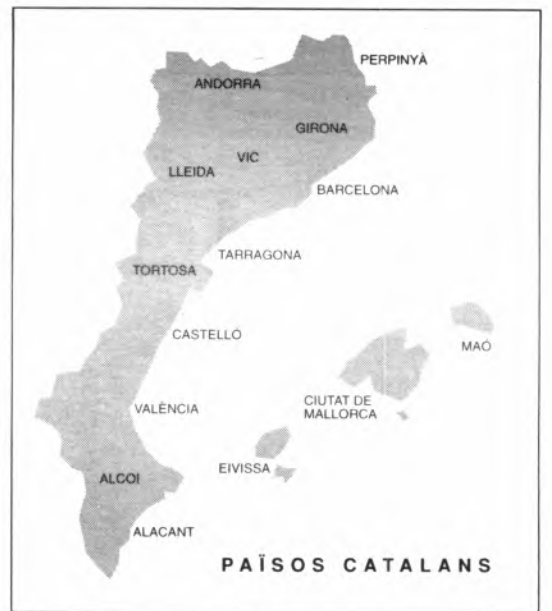 PERPINYÀ
ANDORRA
GIRONA
VIC
LLEIDA
BARCELONA
TARRAGONA
TORTOSA
CASTELLÓ
MAÓ
CIUTAT DE
MALLORCA
VALÈNCIA
EIVISSA
ALCOI
ALACANT
PAÏSOS CATALANS